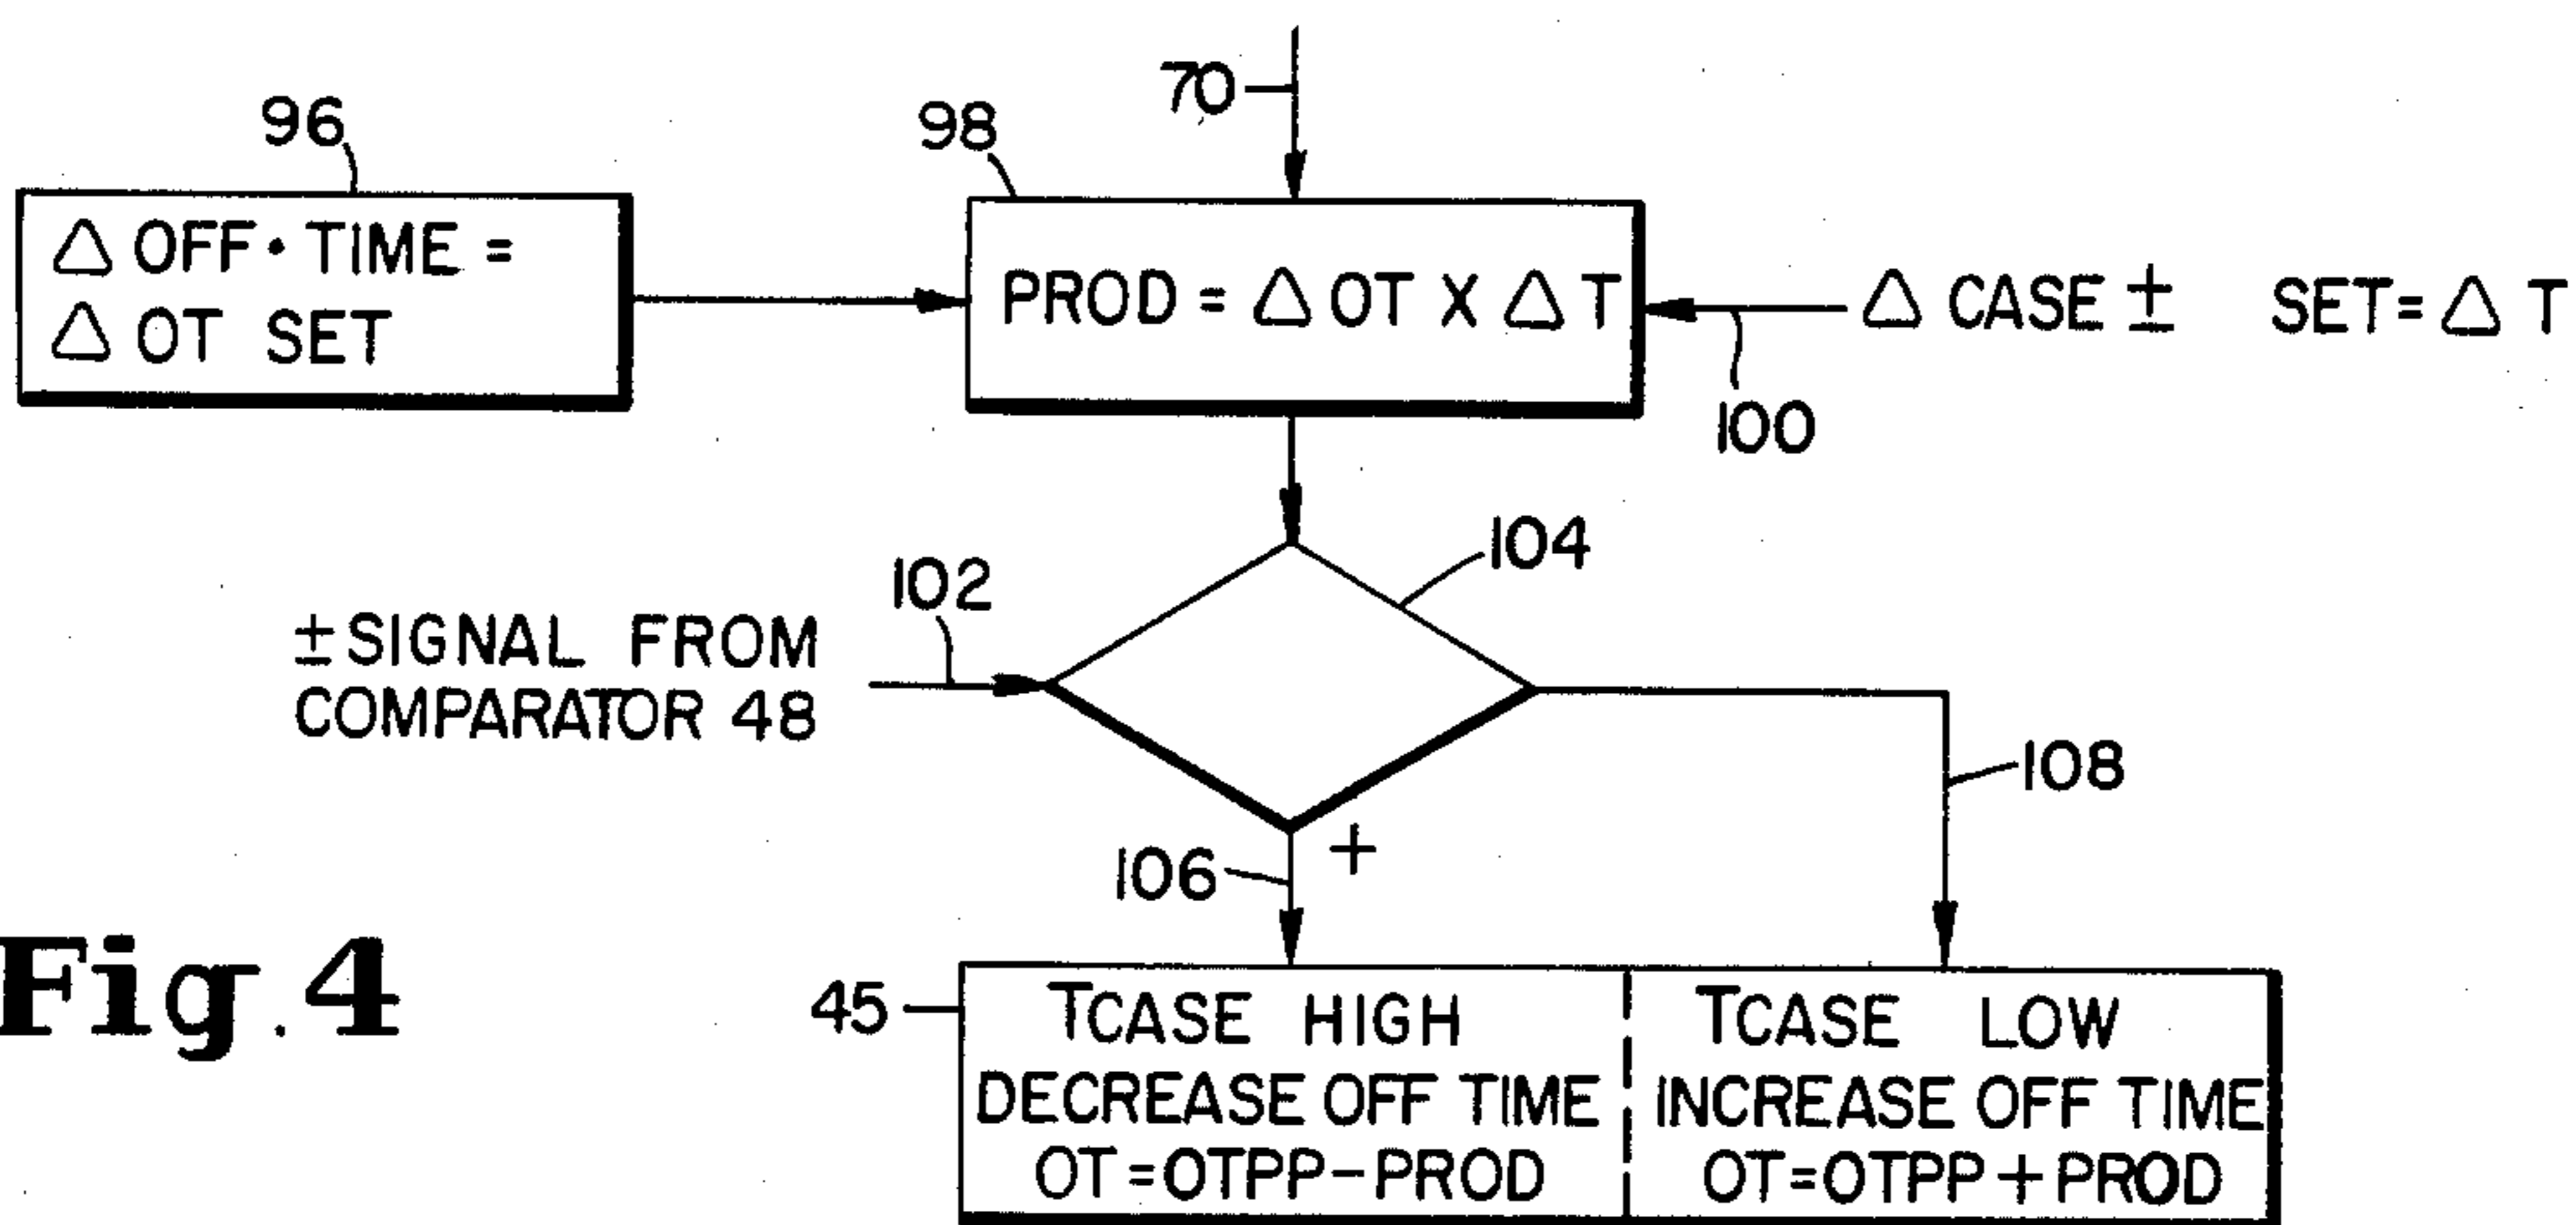 70
96
98
△ OFF· TIME =
△ OT SET
PROD = △ OT X △ T
△ CASE ± SET= △ T
100
104
102
± SIGNAL FROM
COMPARATOR 48
108
106
+
Fig. 4
45
TCASE HIGH
DECREASE OFF TIME
OT=OTPP-PROD
TCASE LOW
INCREASE OFF TIME
OT=OTPP+PROD